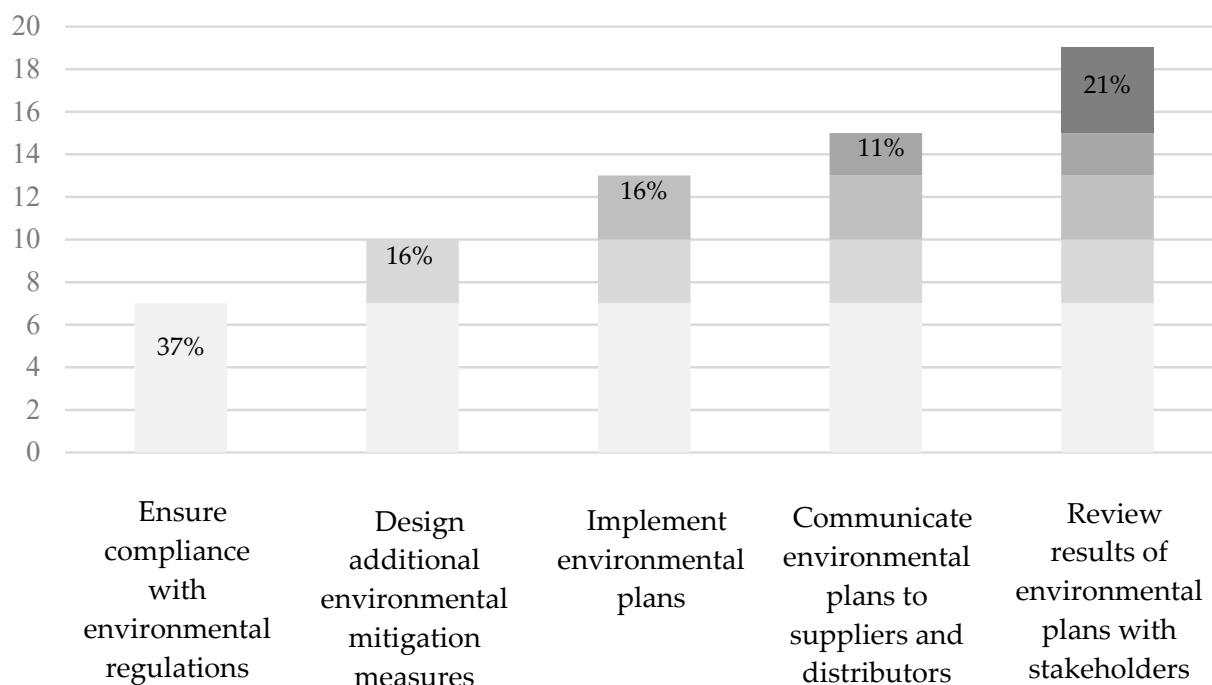 20
18
16
14
12
10
8
6
4
2
0
37%
16%
16%
11%
21%
Ensure
compliance
with
environmental
regulations
Design
additional
environmental
mitigation
measures
Implement
environmental
plans
Communicate
environmental
plans to
suppliers and
distributors
Review
results of
environmental
plans with
stakeholders